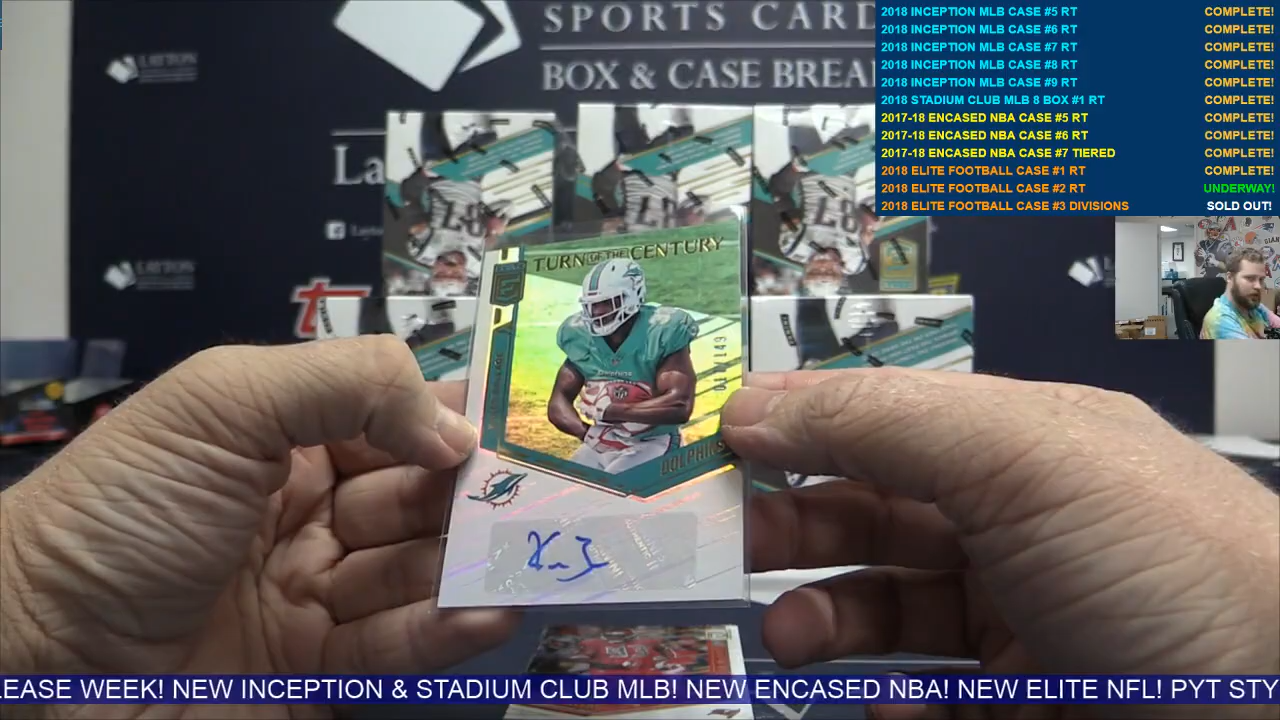 SPORTS CARD
BOX & CASE BREA
LAYTON
La
LAYTON
2018 INCEPTION MLB CASE #5 RT COMPLETE!
2018 INCEPTION MLB CASE #6 RT COMPLETE!
2018 INCEPTION MLB CASE #7 RT COMPLETE!
2018 INCEPTION MLB CASE #8 RT COMPLETE!
2018 INCEPTION MLB CASE #9 RT COMPLETE!
2018 STADIUM CLUB MLB 8 BOX #1 RT COMPLETE!
2017-18 ENCASED NBA CASE #5 RT COMPLETE!
2017-18 ENCASED NBA CASE #6 RT COMPLETE!
2017-18 ENCASED NBA CASE #7 TIERED COMPLETE!
2018 ELITE FOOTBALL CASE #1 RT COMPLETE!
2018 ELITE FOOTBALL CASE #2 RT UNDERWAY!
2018 ELITE FOOTBALL CASE #3 DIVISIONS SOLD OUT!
TURN OF THE CENTURY
DOLPHINS
LEASE WEEK! NEW INCEPTION & STADIUM CLUB MLB! NEW ENCASED NBA! NEW ELITE NFL! PYT STY